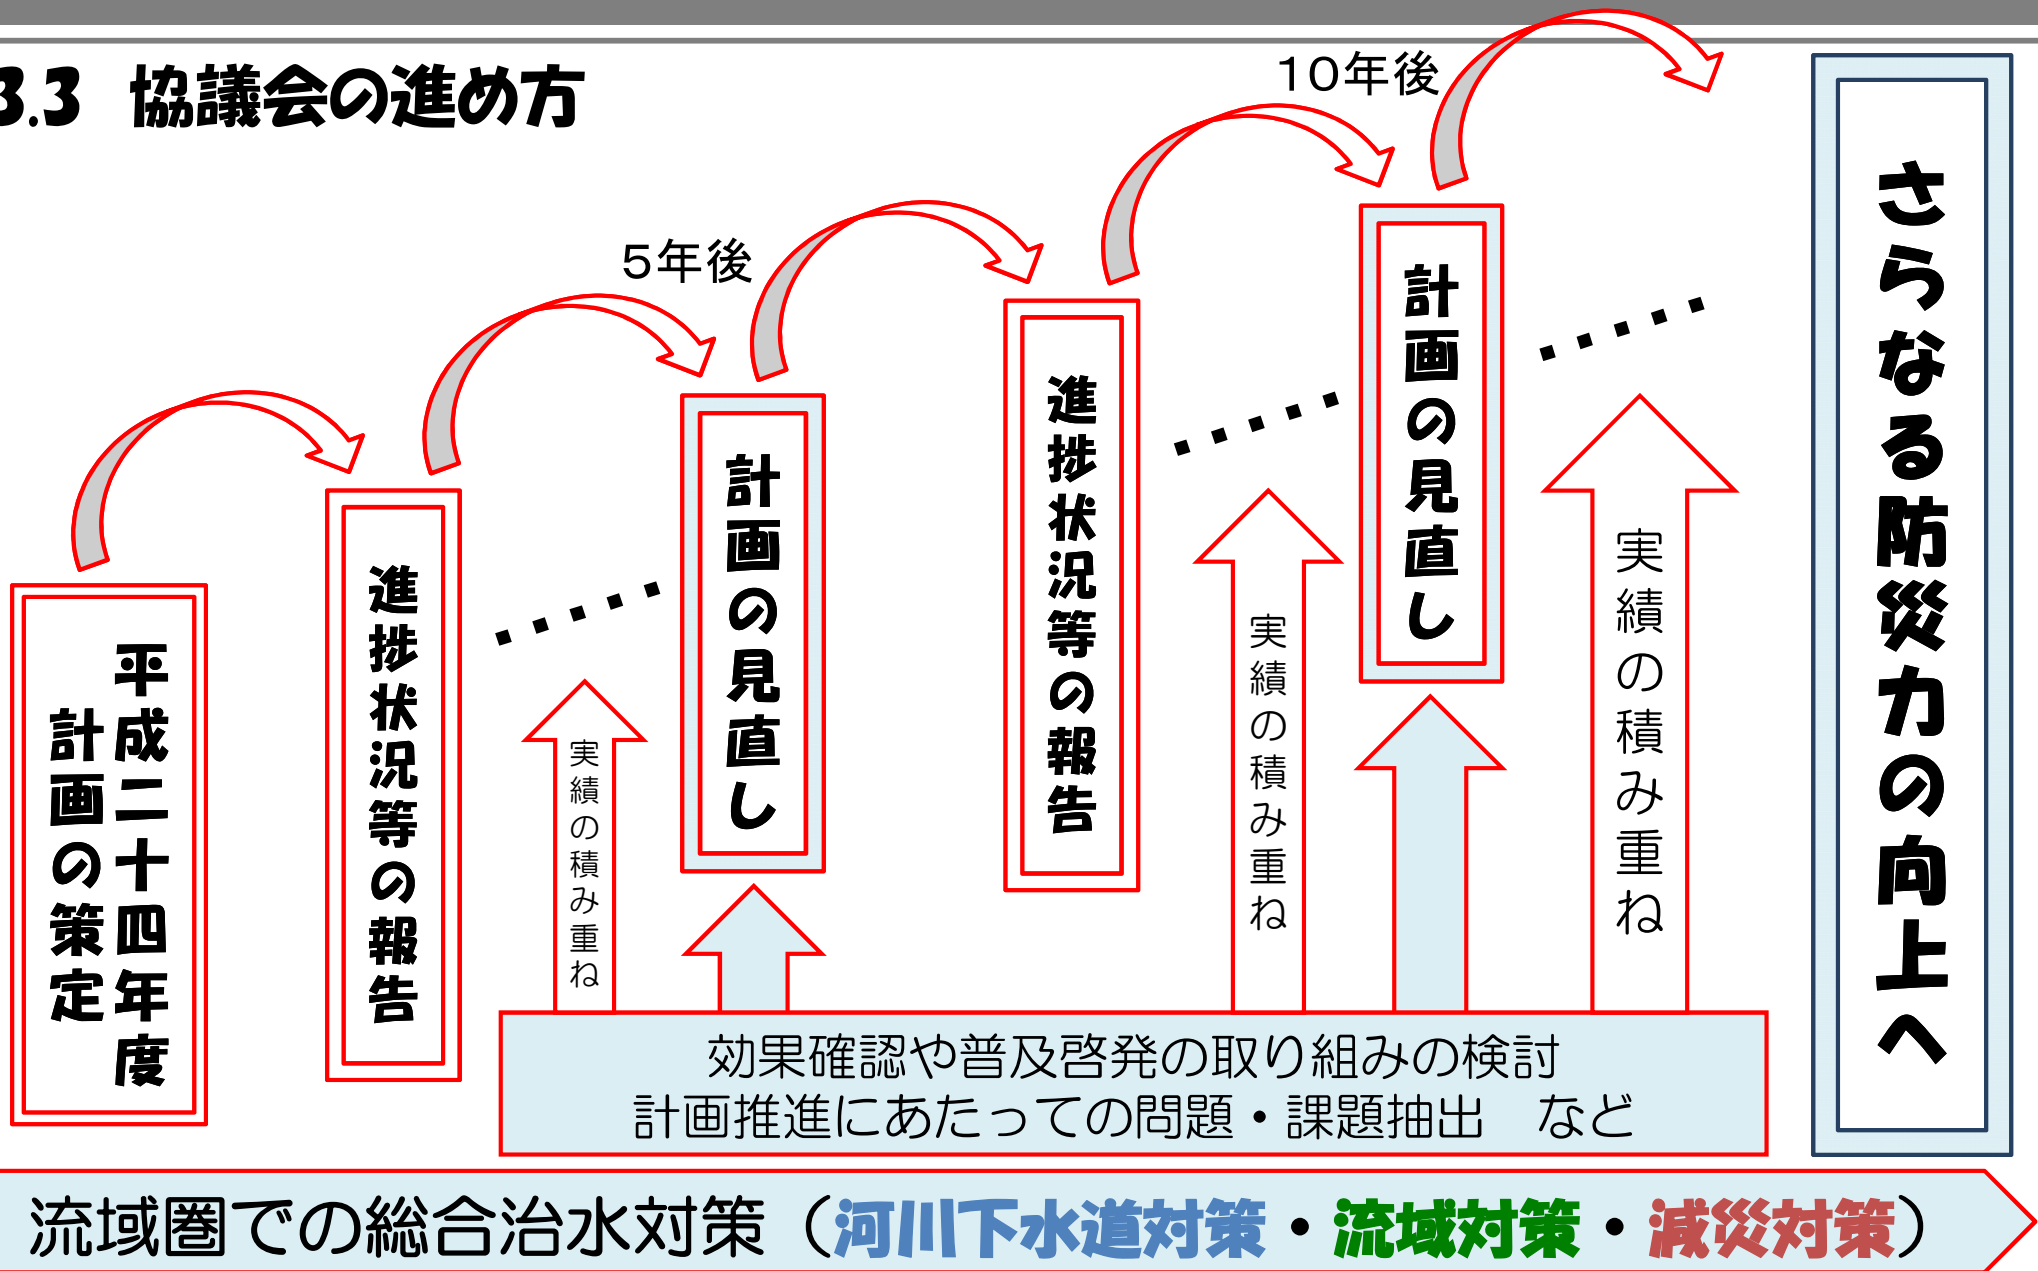 3.3 協議会の進め方
平成二十四年度
計画の策定
進捗状況等の報告
5年後
計画の見直し
実績の積み重ね
進捗状況等の報告
10年後
計画の見直し
実績の積み重ね
実績の積み重ね
さらなる防災力の向上へ
効果確認や普及啓発の取り組みの検討
計画推進にあたっての問題・課題抽出　など
流域圏での総合治水対策（河川下水道対策・流域対策・減災対策）